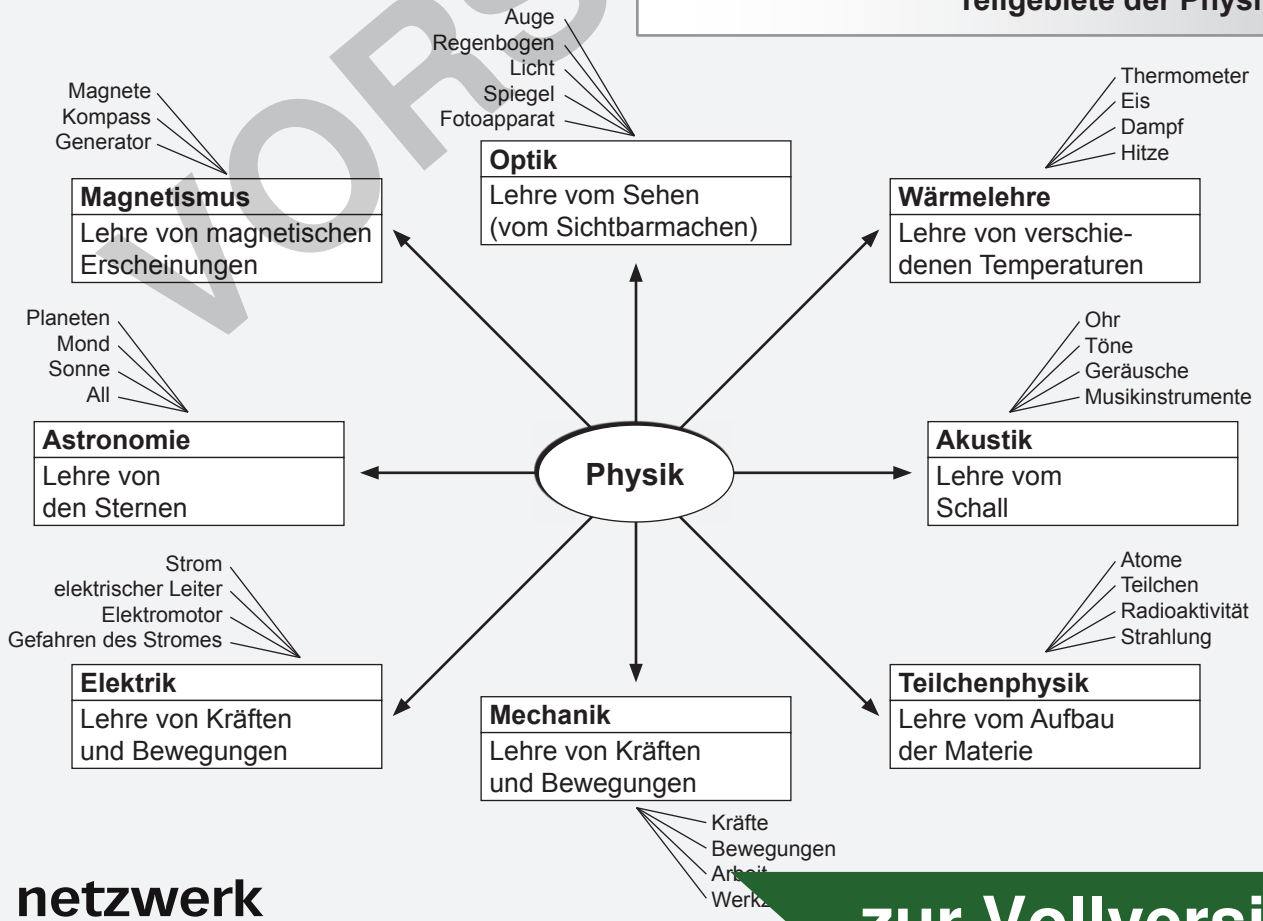 Teilgebiete der Physi
Auge
Regenbogen
Licht
Spiegel
Fotoapparat
Optik
Lehre vom Sehen
(vom Sichtbarmachen)
Magnete
Kompass
Generator
Magnetismus
Lehre von magnetischen
Erscheinungen
Thermometer
Eis
Dampf
Hitze
Wärmelehre
Lehre von verschie-
denen Temperaturen
Planeten
Mond
Sonne
All
Astronomie
Lehre von
den Sternen
Physik
Ohr
Töne
Geräusche
Musikinstrumente
Akustik
Lehre vom
Schall
Strom
elektrischer Leiter
Elektromotor
Gefahren des Stromes
Elektrik
Lehre von Kräften
und Bewegungen
Mechanik
Lehre von Kräften
und Bewegungen
Kräfte
Bewegungen
Arbeit
Atome
Teilchen
Radioaktivität
Strahlung
Teilchenphysik
Lehre vom Aufbau
der Materie
VORS
netzwerk
zur Vollversi